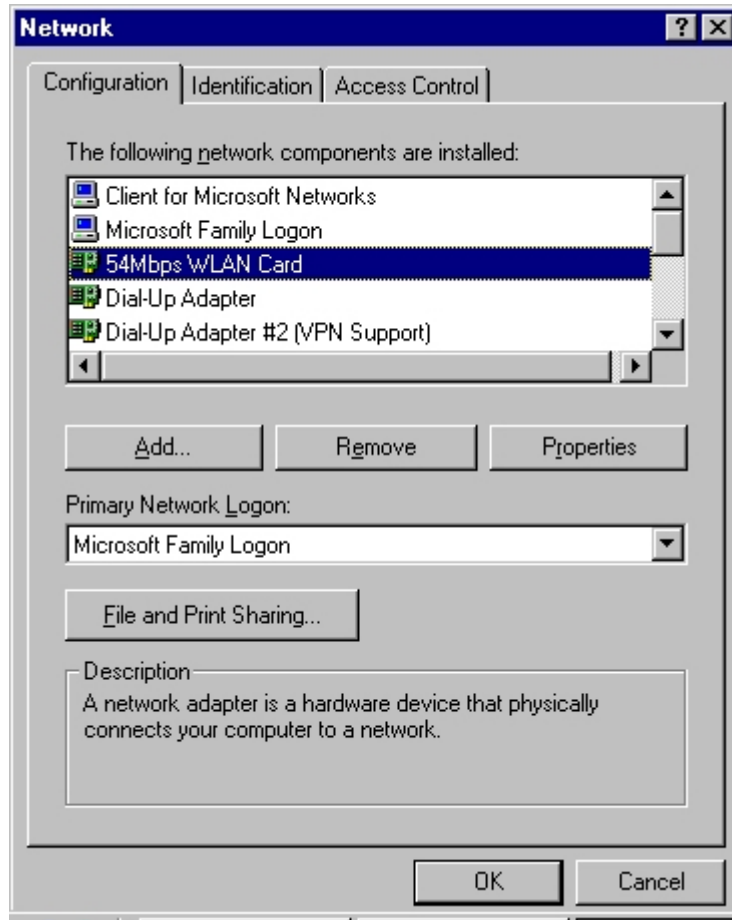 Network
Configuration Identification Access Control
The following network components are installed:
Client for Microsoft Networks
Microsoft Family Logon
54Mbps WLAN Card
Dial-Up Adapter
Dial-Up Adapter #2 (VPN Support)
Add... Remove Properties
Primary Network Logon:
Microsoft Family Logon
File and Print Sharing...
Description
A network adapter is a hardware device that physically
connects your computer to a network.
OK Cancel